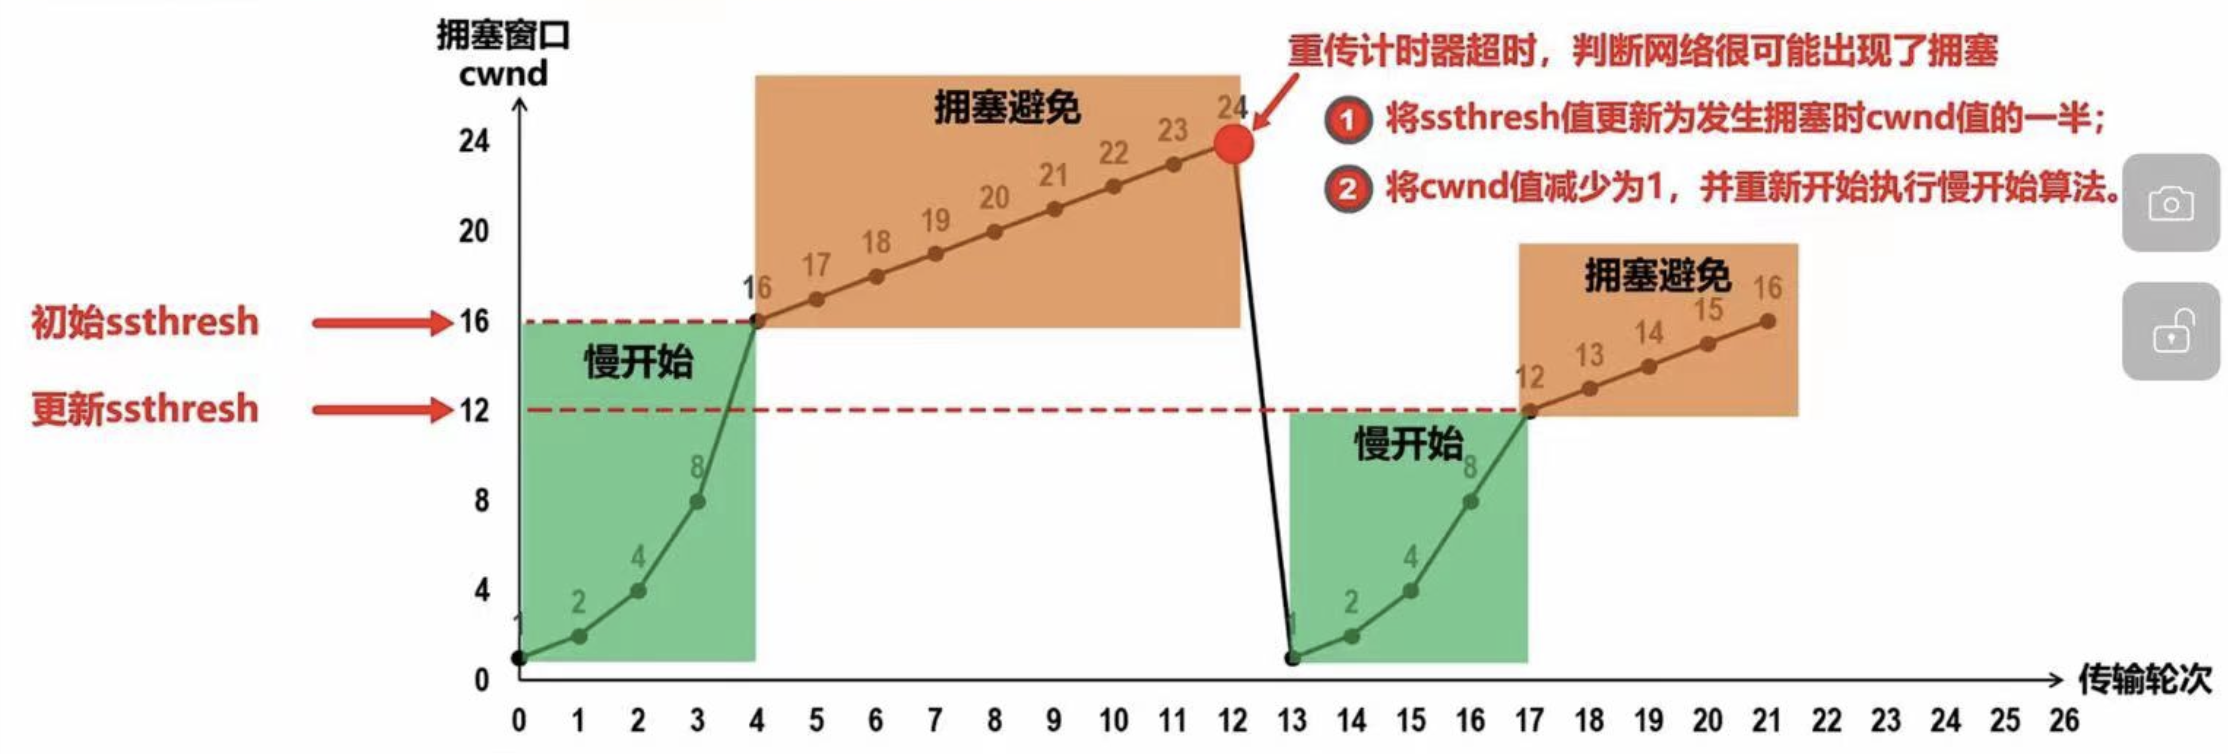 拥塞窗口
cwnd
重传计时器超时，判断网络很可能出现了拥塞
1 将ssthresh值更新为发生拥塞时cwnd值的一半；
2 将cwnd值减少为1，并重新开始执行慢开始算法。
拥塞避免
24
24
23
22
21
20
19
18
17
16
20
初始ssthresh
16
慢开始
拥塞避免
16
15
14
13
12
更新ssthresh
12
慢开始
8
8
8
4
4
4
2
2
1
1
0
传输轮次
0 1 2 3 4 5 6 7 8 9 10 11 12 13 14 15 16 17 18 19 20 21 22 23 24 25 26